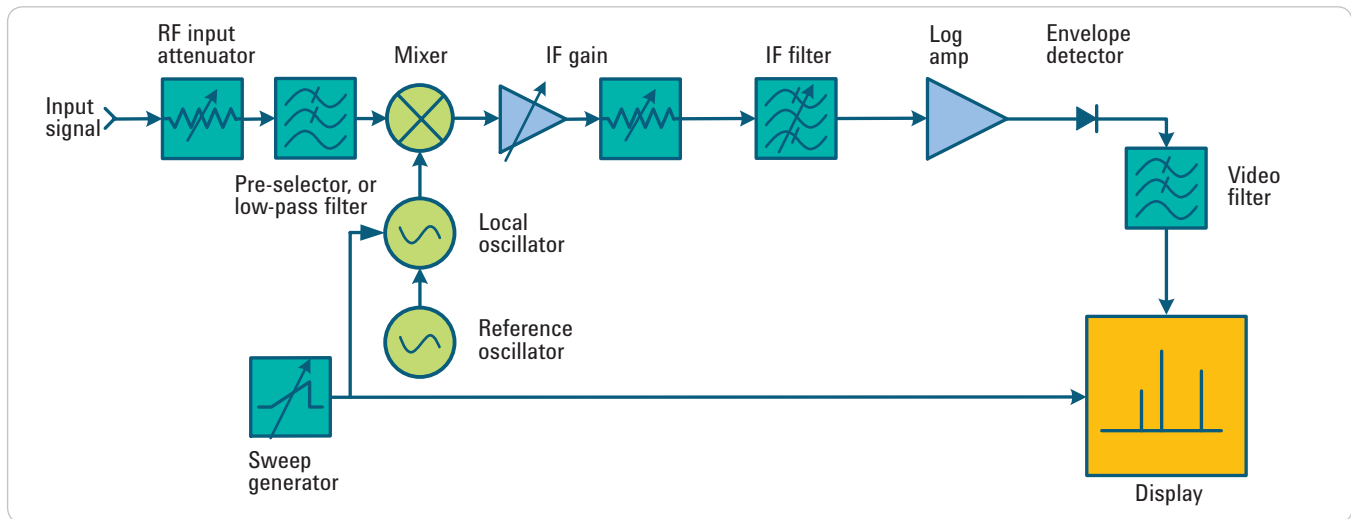 RF input
attenuator
Mixer
IF gain
IF filter
Log
amp
Envelope
detector
Input
signal
Pre-selector, or
low-pass filter
Local
oscillator
Video
filter
Reference
oscillator
Sweep
generator
Display